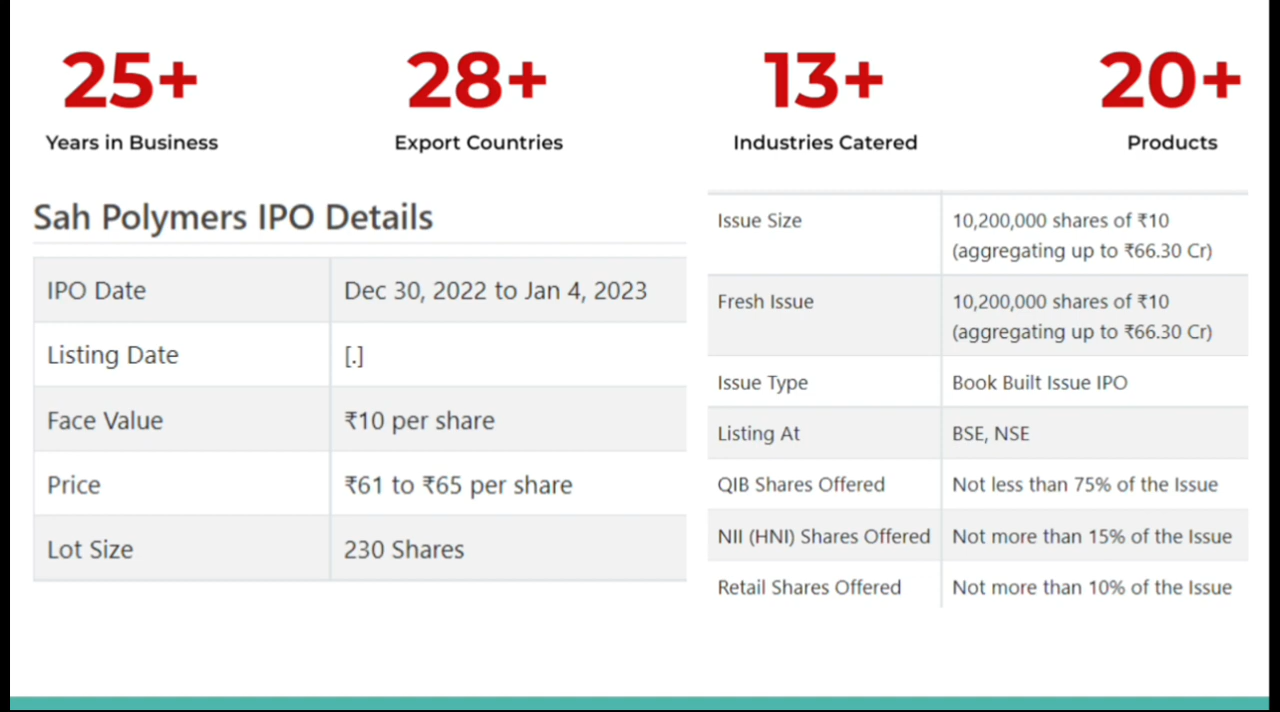 25+
28+
13+
20+
Years in Business
Export Countries
Industries Catered
Products
Sah Polymers IPO Details
IPO Date
Dec 30, 2022 to Jan 4, 2023
Listing Date
[.]
Face Value
₹10 per share
Price
₹61 to ₹65 per share
Lot Size
230 Shares
Issue Size
10,200,000 shares of ₹10
(aggregating up to ₹66.30 Cr)
Fresh Issue
10,200,000 shares of ₹10
(aggregating up to ₹66.30 Cr)
Issue Type
Book Built Issue IPO
Listing At
BSE, NSE
QIB Shares Offered
Not less than 75% of the Issue
NII (HNI) Shares Offered
Not more than 15% of the Issue
Retail Shares Offered
Not more than 10% of the Issue